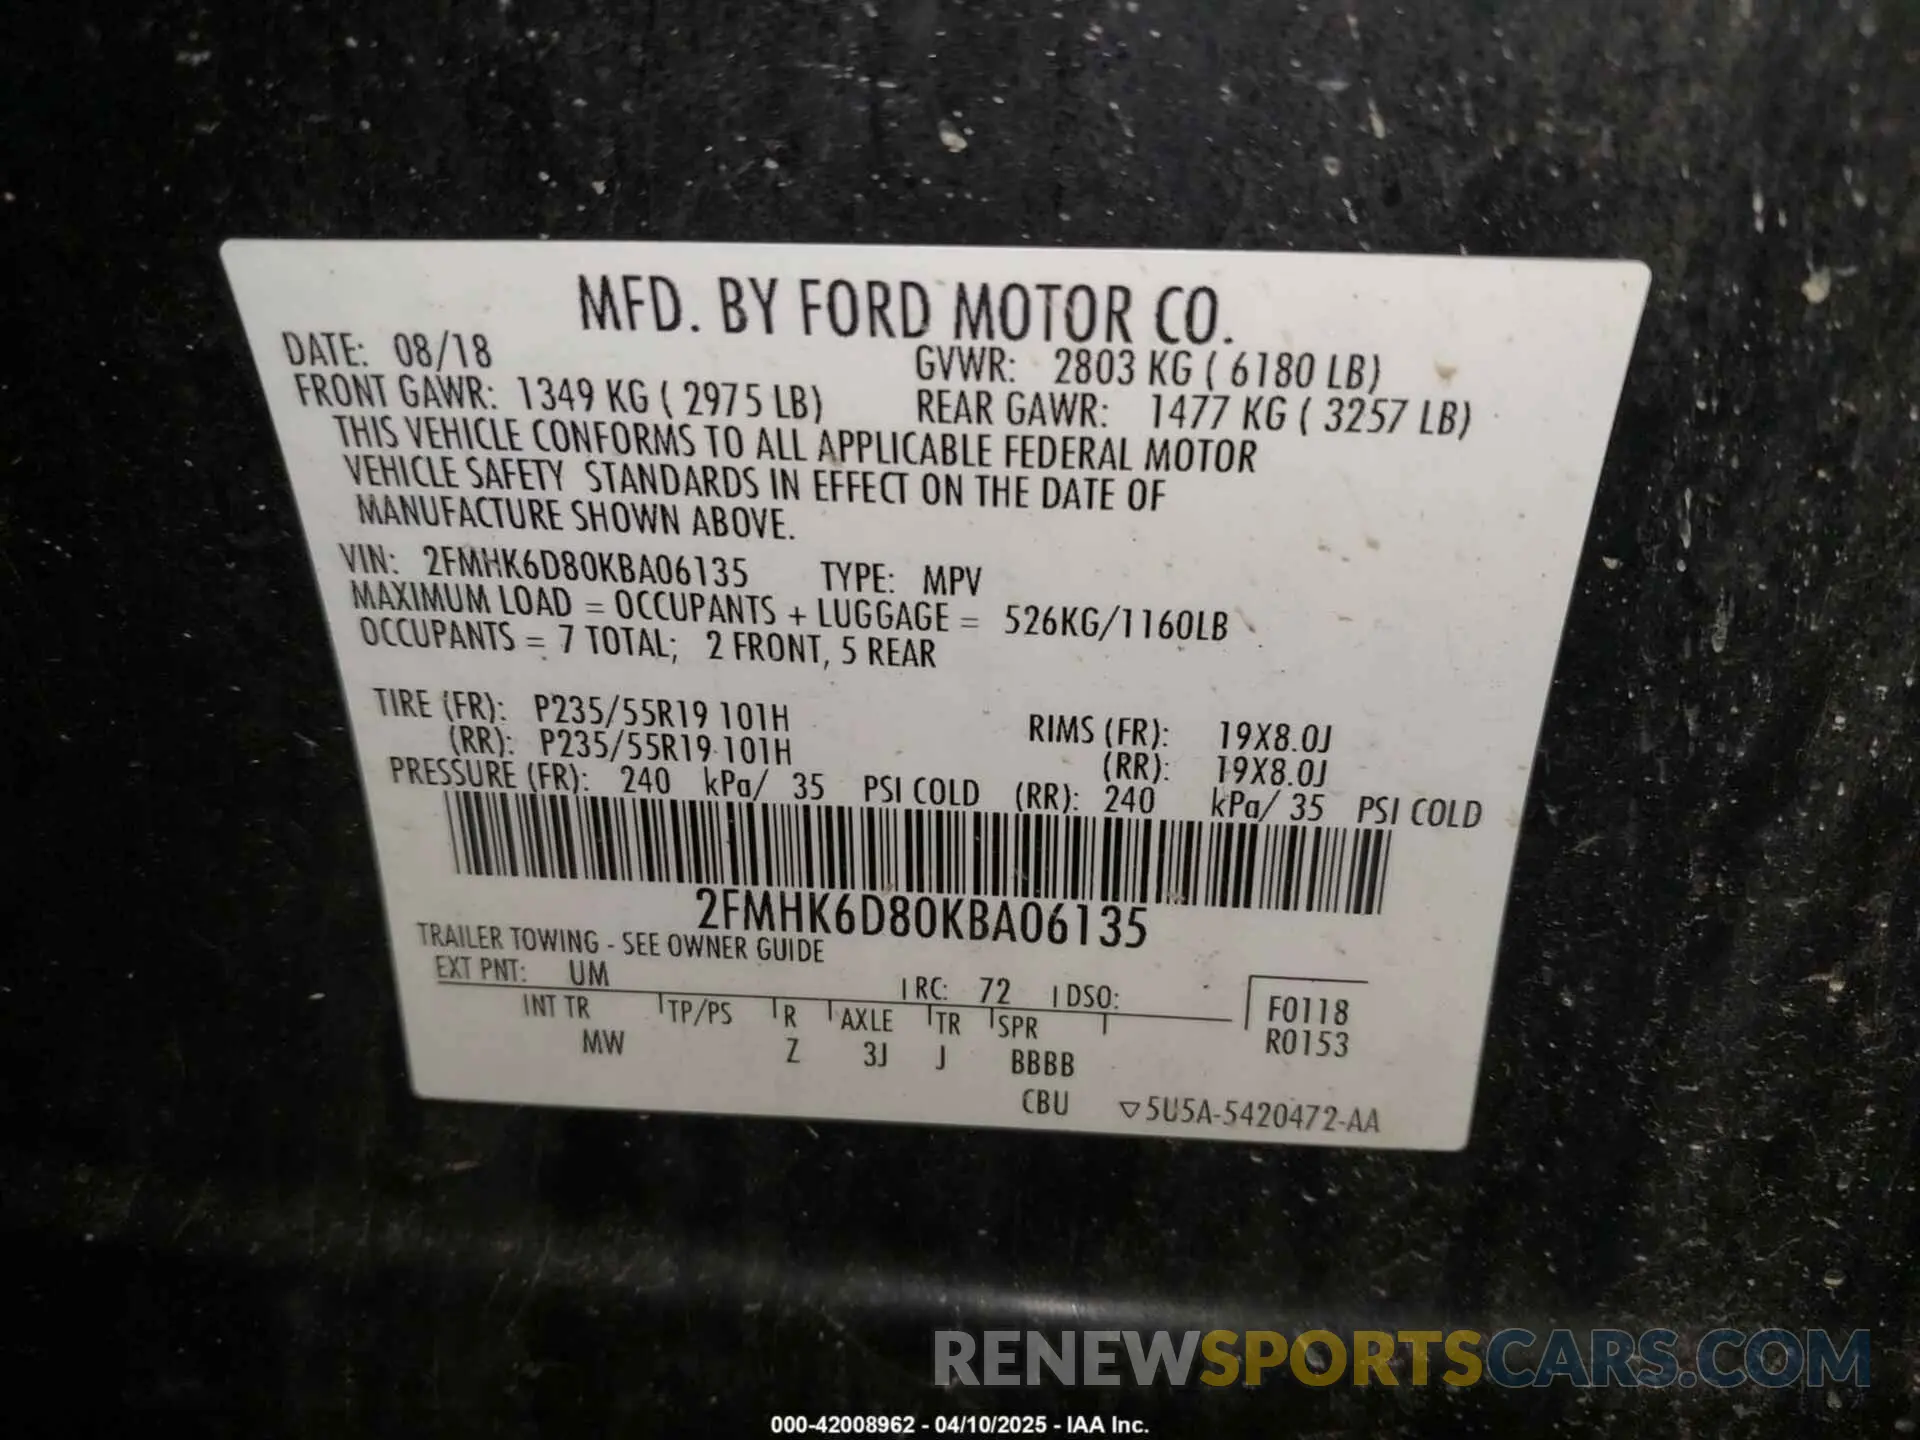 MFD. BY FORD MOTOR CO.
DATE: 08/18 GVWR: 2803 KG ( 6180 LB)
FRONT GAWR: 1349 KG ( 2975 LB) REAR GAWR: 1477 KG ( 3257 LB)
THIS VEHICLE CONFORMS TO ALL APPLICABLE FEDERAL MOTOR
VEHICLE SAFETY STANDARDS IN EFFECT ON THE DATE OF
MANUFACTURE SHOWN ABOVE.
VIN: 2FMHK6D80KBA06135 TYPE: MPV
MAXIMUM LOAD = OCCUPANTS + LUGGAGE = 526KG/1160LB
OCCUPANTS = 7 TOTAL; 2 FRONT, 5 REAR
TIRE (FR): P235/55R19 101H RIMS (FR): 19X8.0J
(RR): P235/55R19 101H (RR): 19X8.0J
PRESSURE (FR): 240 kPa/ 35 PSI COLD (RR): 240 kPa/ 35 PSI COLD
2FMHK6D80KBA06135
TRAILER TOWING - SEE OWNER GUIDE
EXT PNT: UM RC: 72 DSO: F0118
INT TR TP/PS R AXLE TR SPR R0153
MW Z 3J J BBBB
CBU ▽5U5A-5420472-AA
RENEWSPORTSCARS.COM
000-42008962 - 04/10/2025 - IAA Inc.